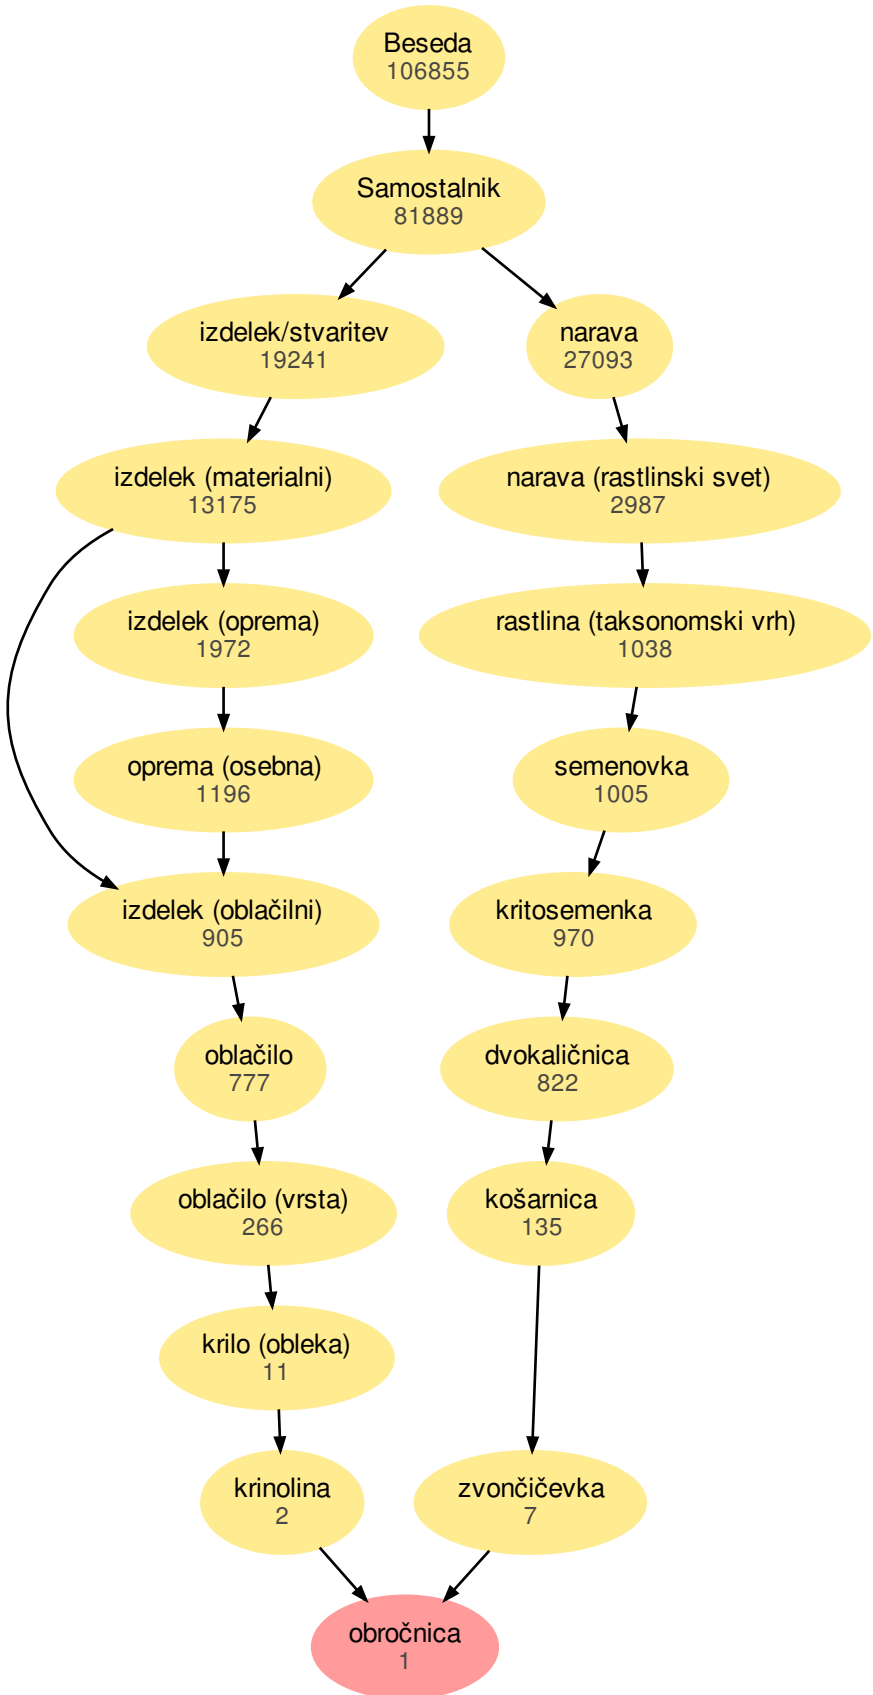 Beseda
106855
Samostalnik
81889
izdelek/stvaritev
19241
narava
27093
izdelek (materialni)
13175
narava (rastlinski svet)
2987
izdelek (oprema)
1972
rastlina (taksonomski vrh)
1038
oprema (osebna)
1196
semenovka
1005
izdelek (oblačilni)
905
kritosemenka
970
oblačilo
777
dvokaličnica
822
oblačilo (vrsta)
266
košarnica
135
krilo (obleka)
11
krinolina
2
zvončičevka
7
obročnica
1